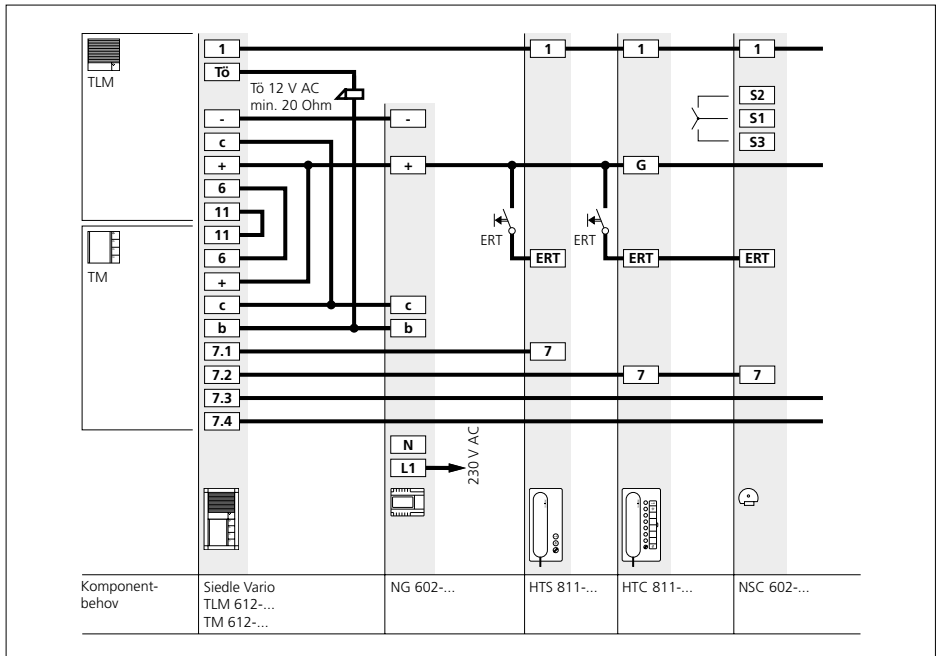 TLM
1
1
1
1
Tö
Tö 12 V AC
min. 20 Ohm
S2
-
-
S1
c
S3
+
+
G
6
11
ERT
ERT
11
TM
6
ERT
ERT
ERT
+
c
c
b
b
7.1
7
7.2
7
7
7.3
7.4
N
L1
230 V AC
Komponent-
behov
Siedle Vario
TLM 612-...
TM 612-...
NG 602-...
HTS 811-...
HTC 811-...
NSC 602-...